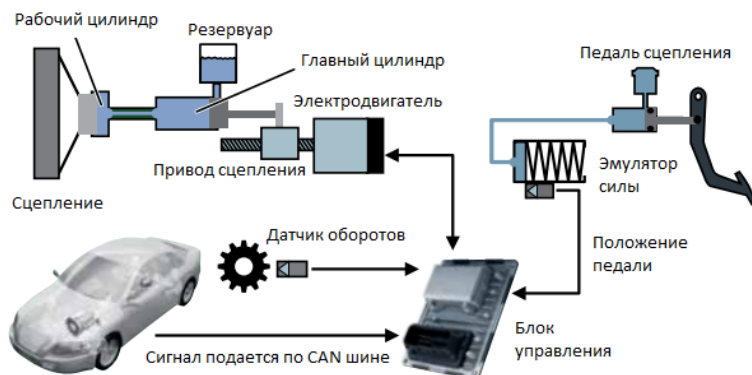 Рабочий цилиндр
Резервуар
Главный цилиндр
Педаль сцепления
Электродвигатель
Привод сцепления
Эмулятор
силы
Сцепление
Датчик оборотов
Положение
педали
Блок
управления
Сигнал подается по CAN шине